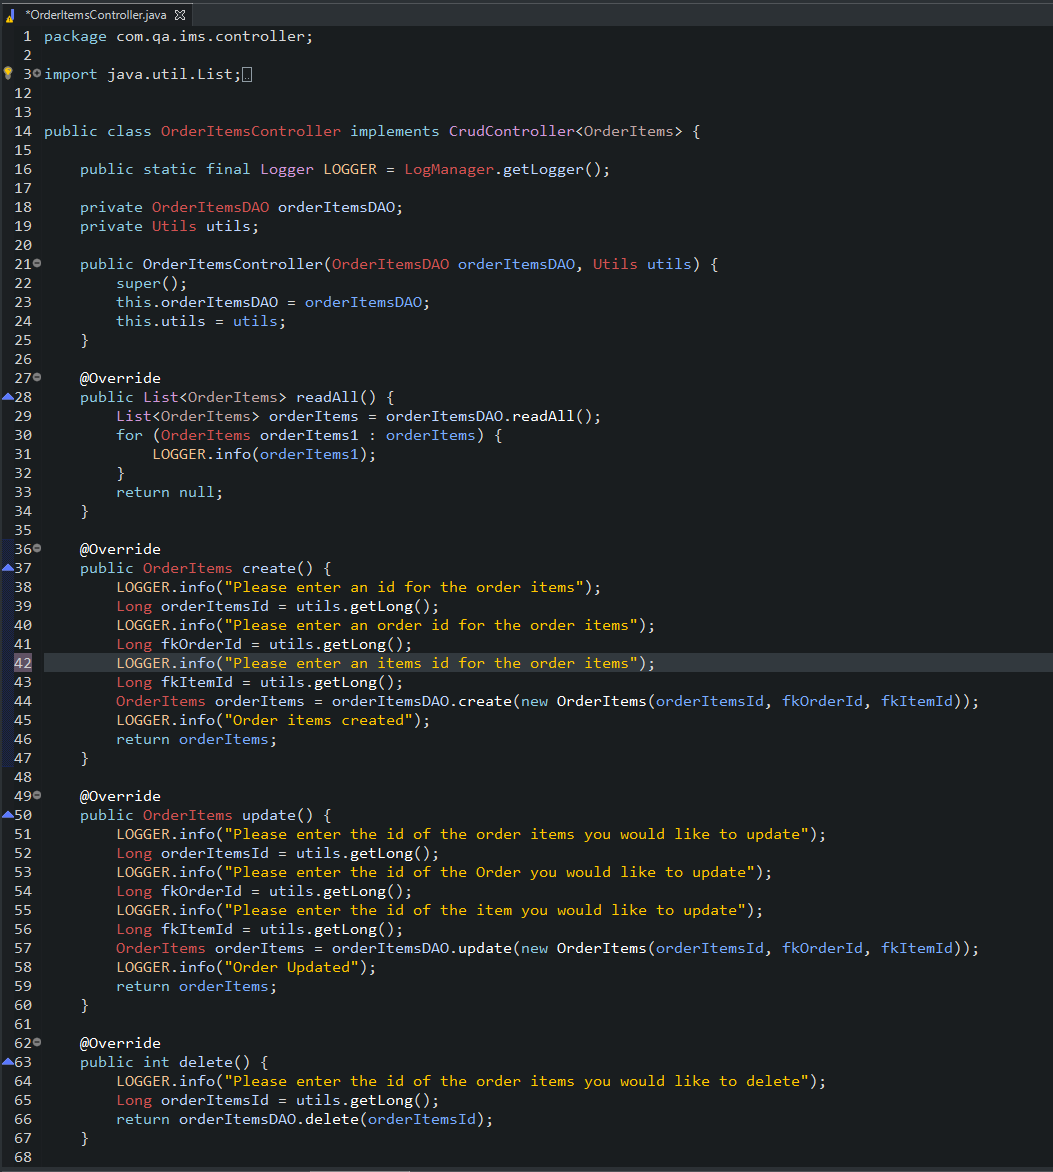 *OrderItemsController.java
1 package com.qa.ims.controller;
2
3 import java.util.List;
12
13
14 public class OrderItemsController implements CrudController<OrderItems> {
15
16     public static final Logger LOGGER = LogManager.getLogger();
17
18     private OrderItemsDAO orderItemsDAO;
19     private Utils utils;
20
21     public OrderItemsController(OrderItemsDAO orderItemsDAO, Utils utils) {
22         super();
23         this.orderItemsDAO = orderItemsDAO;
24         this.utils = utils;
25     }
26
27     @Override
28     public List<OrderItems> readAll() {
29         List<OrderItems> orderItems = orderItemsDAO.readAll();
30         for (OrderItems orderItems1 : orderItems) {
31             LOGGER.info(orderItems1);
32         }
33         return null;
34     }
35
36     @Override
37     public OrderItems create() {
38         LOGGER.info("Please enter an id for the order items");
39         Long orderItemsId = utils.getLong();
40         LOGGER.info("Please enter an order id for the order items");
41         Long fkOrderId = utils.getLong();
42         LOGGER.info("Please enter an items id for the order items");
43         Long fkItemId = utils.getLong();
44         OrderItems orderItems = orderItemsDAO.create(new OrderItems(orderItemsId, fkOrderId, fkItemId));
45         LOGGER.info("Order items created");
46         return orderItems;
47     }
48
49     @Override
50     public OrderItems update() {
51         LOGGER.info("Please enter the id of the order items you would like to update");
52         Long orderItemsId = utils.getLong();
53         LOGGER.info("Please enter the id of the Order you would like to update");
54         Long fkOrderId = utils.getLong();
55         LOGGER.info("Please enter the id of the item you would like to update");
56         Long fkItemId = utils.getLong();
57         OrderItems orderItems = orderItemsDAO.update(new OrderItems(orderItemsId, fkOrderId, fkItemId));
58         LOGGER.info("Order Updated");
59         return orderItems;
60     }
61
62     @Override
63     public int delete() {
64         LOGGER.info("Please enter the id of the order items you would like to delete");
65         Long orderItemsId = utils.getLong();
66         return orderItemsDAO.delete(orderItemsId);
67     }
68